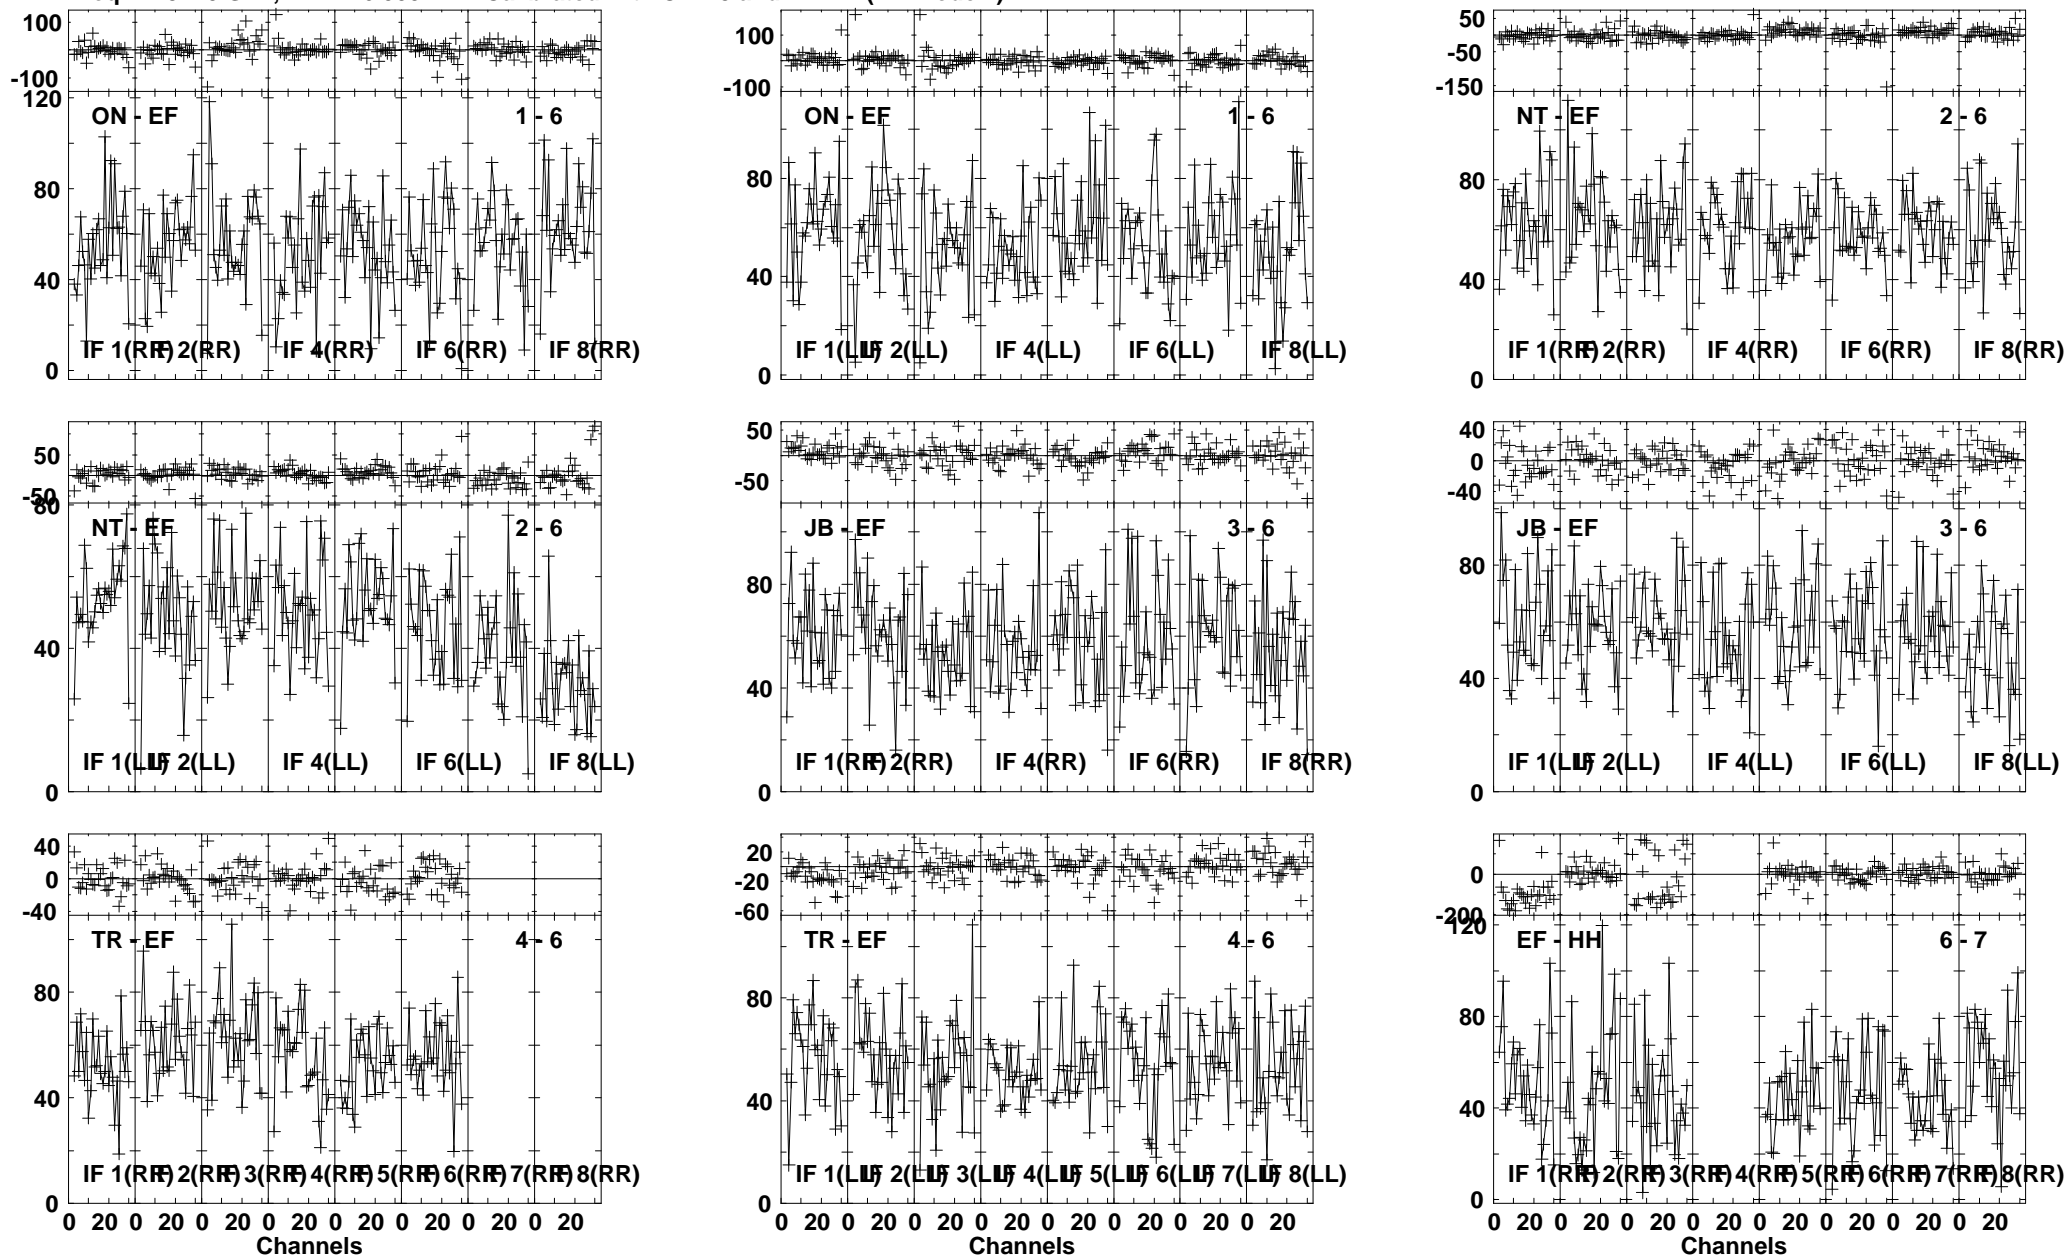 100
-100
120
80
40
0
ON - EF 1 - 6
IF 1(RR) IF 2(RR) IF 4(RR) IF 6(RR) IF 8(RR)
100
-100
80
40
0
ON - EF 1 - 6
IF 1(LL) IF 2(LL) IF 4(LL) IF 6(LL) IF 8(LL)
50
-50
-150
80
40
0
NT - EF 2 - 6
IF 1(RR) IF 2(RR) IF 4(RR) IF 6(RR) IF 8(RR)
50
-50
80
40
0
NT - EF 2 - 6
IF 1(LL) IF 2(LL) IF 4(LL) IF 6(LL) IF 8(LL)
50
-50
80
40
0
JB - EF 3 - 6
IF 1(RR) IF 2(RR) IF 4(RR) IF 6(RR) IF 8(RR)
40
0
-40
80
40
0
JB - EF 3 - 6
IF 1(LL) IF 2(LL) IF 4(LL) IF 6(LL) IF 8(LL)
40
0
-40
80
40
0
TR - EF 4 - 6
IF 1(RR) IF 2(RR) IF 3(RR) IF 4(RR) IF 5(RR) IF 6(RR) IF 7(RR) IF 8(RR)
0 20 0 20 0 20 0 20 0 20 0 20 0 20 0 20
Channels
20
-20
-60
80
40
0
TR - EF 4 - 6
IF 1(LL) IF 2(LL) IF 3(LL) IF 4(LL) IF 5(LL) IF 6(LL) IF 7(LL) IF 8(LL)
0 20 0 20 0 20 0 20 0 20 0 20 0 20 0 20
Channels
0
-200
120
80
40
0
EF - HH 6 - 7
IF 1(RR) IF 2(RR) IF 3(RR) IF 4(RR) IF 5(RR) IF 6(RR) IF 7(RR) IF 8(RR)
0 20 0 20 0 20 0 20 0 20 0 20 0 20 0 20
Channels